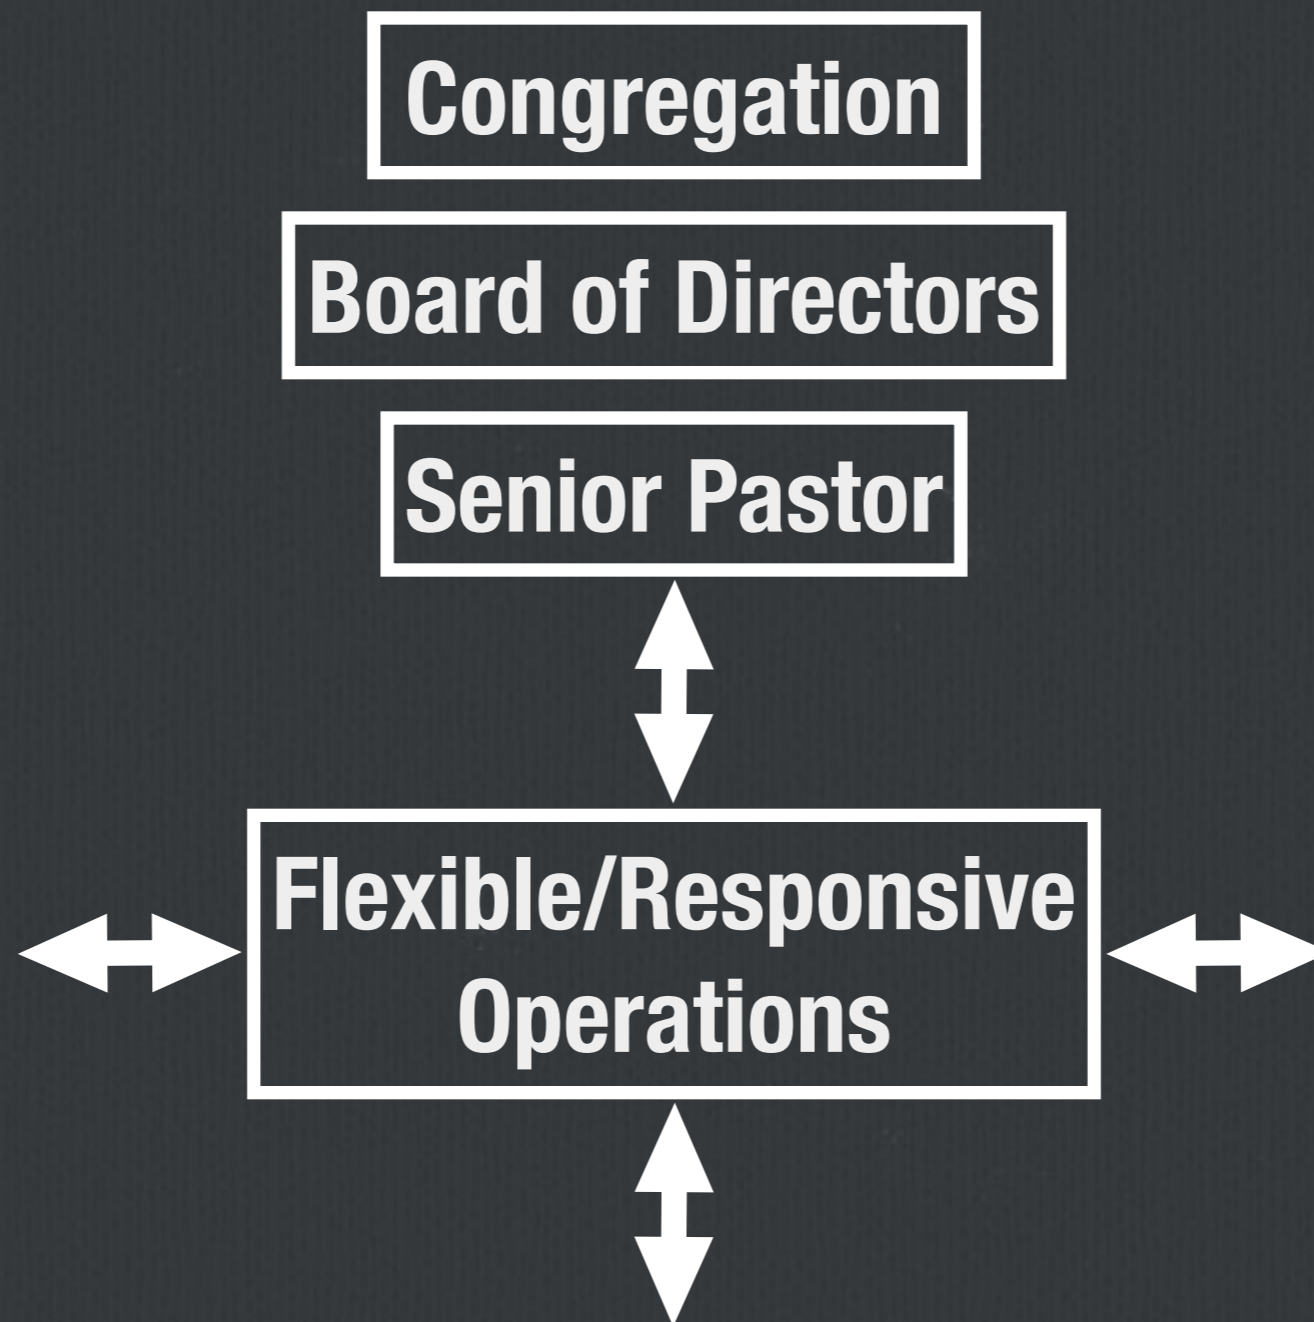 Congregation
Board of Directors
Senior Pastor
Flexible/Responsive
Operations